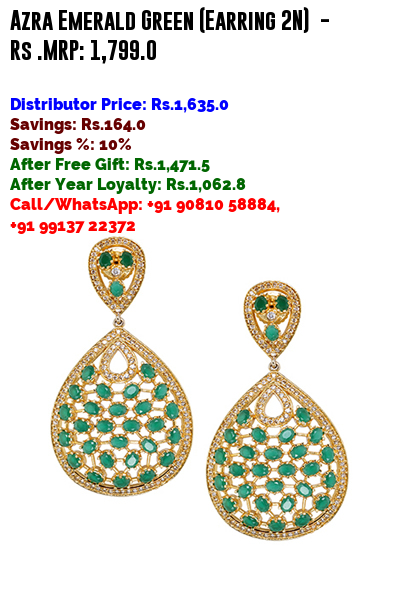 Azra Emerald Green (Earring 2N)  -
Rs .MRP: 1,799.0
Distributor Price: Rs.1,635.0
Savings: Rs.164.0
Savings %: 10%
After Free Gift: Rs.1,471.5
After Year Loyalty: Rs.1,062.8
Call/WhatsApp: +91 90810 58884,
+91 99137 22372